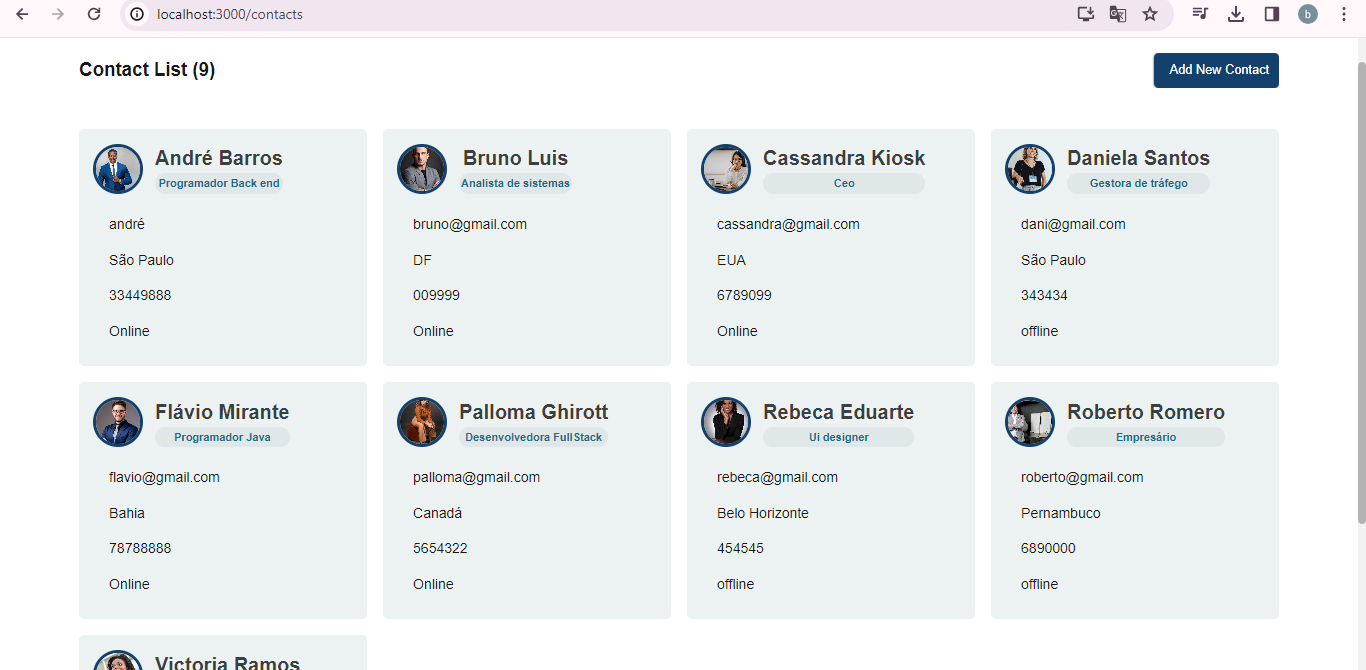 localhost:3000/contacts
b
Contact List (9)
Add New Contact
André Barros
Programador Back end
andré
São Paulo
33449888
Online
Bruno Luis
Analista de sistemas
bruno@gmail.com
DF
009999
Online
Cassandra Kiosk
Ceo
cassandra@gmail.com
EUA
6789099
Online
Daniela Santos
Gestora de tráfego
dani@gmail.com
São Paulo
343434
offline
Flávio Mirante
Programador Java
flavio@gmail.com
Bahia
78788888
Online
Palloma Ghirott
Desenvolvedora FullStack
palloma@gmail.com
Canadá
5654322
Online
Rebeca Eduarte
Ui designer
rebeca@gmail.com
Belo Horizonte
454545
offline
Roberto Romero
Empresário
roberto@gmail.com
Pernambuco
6890000
offline
Victoria Ramos